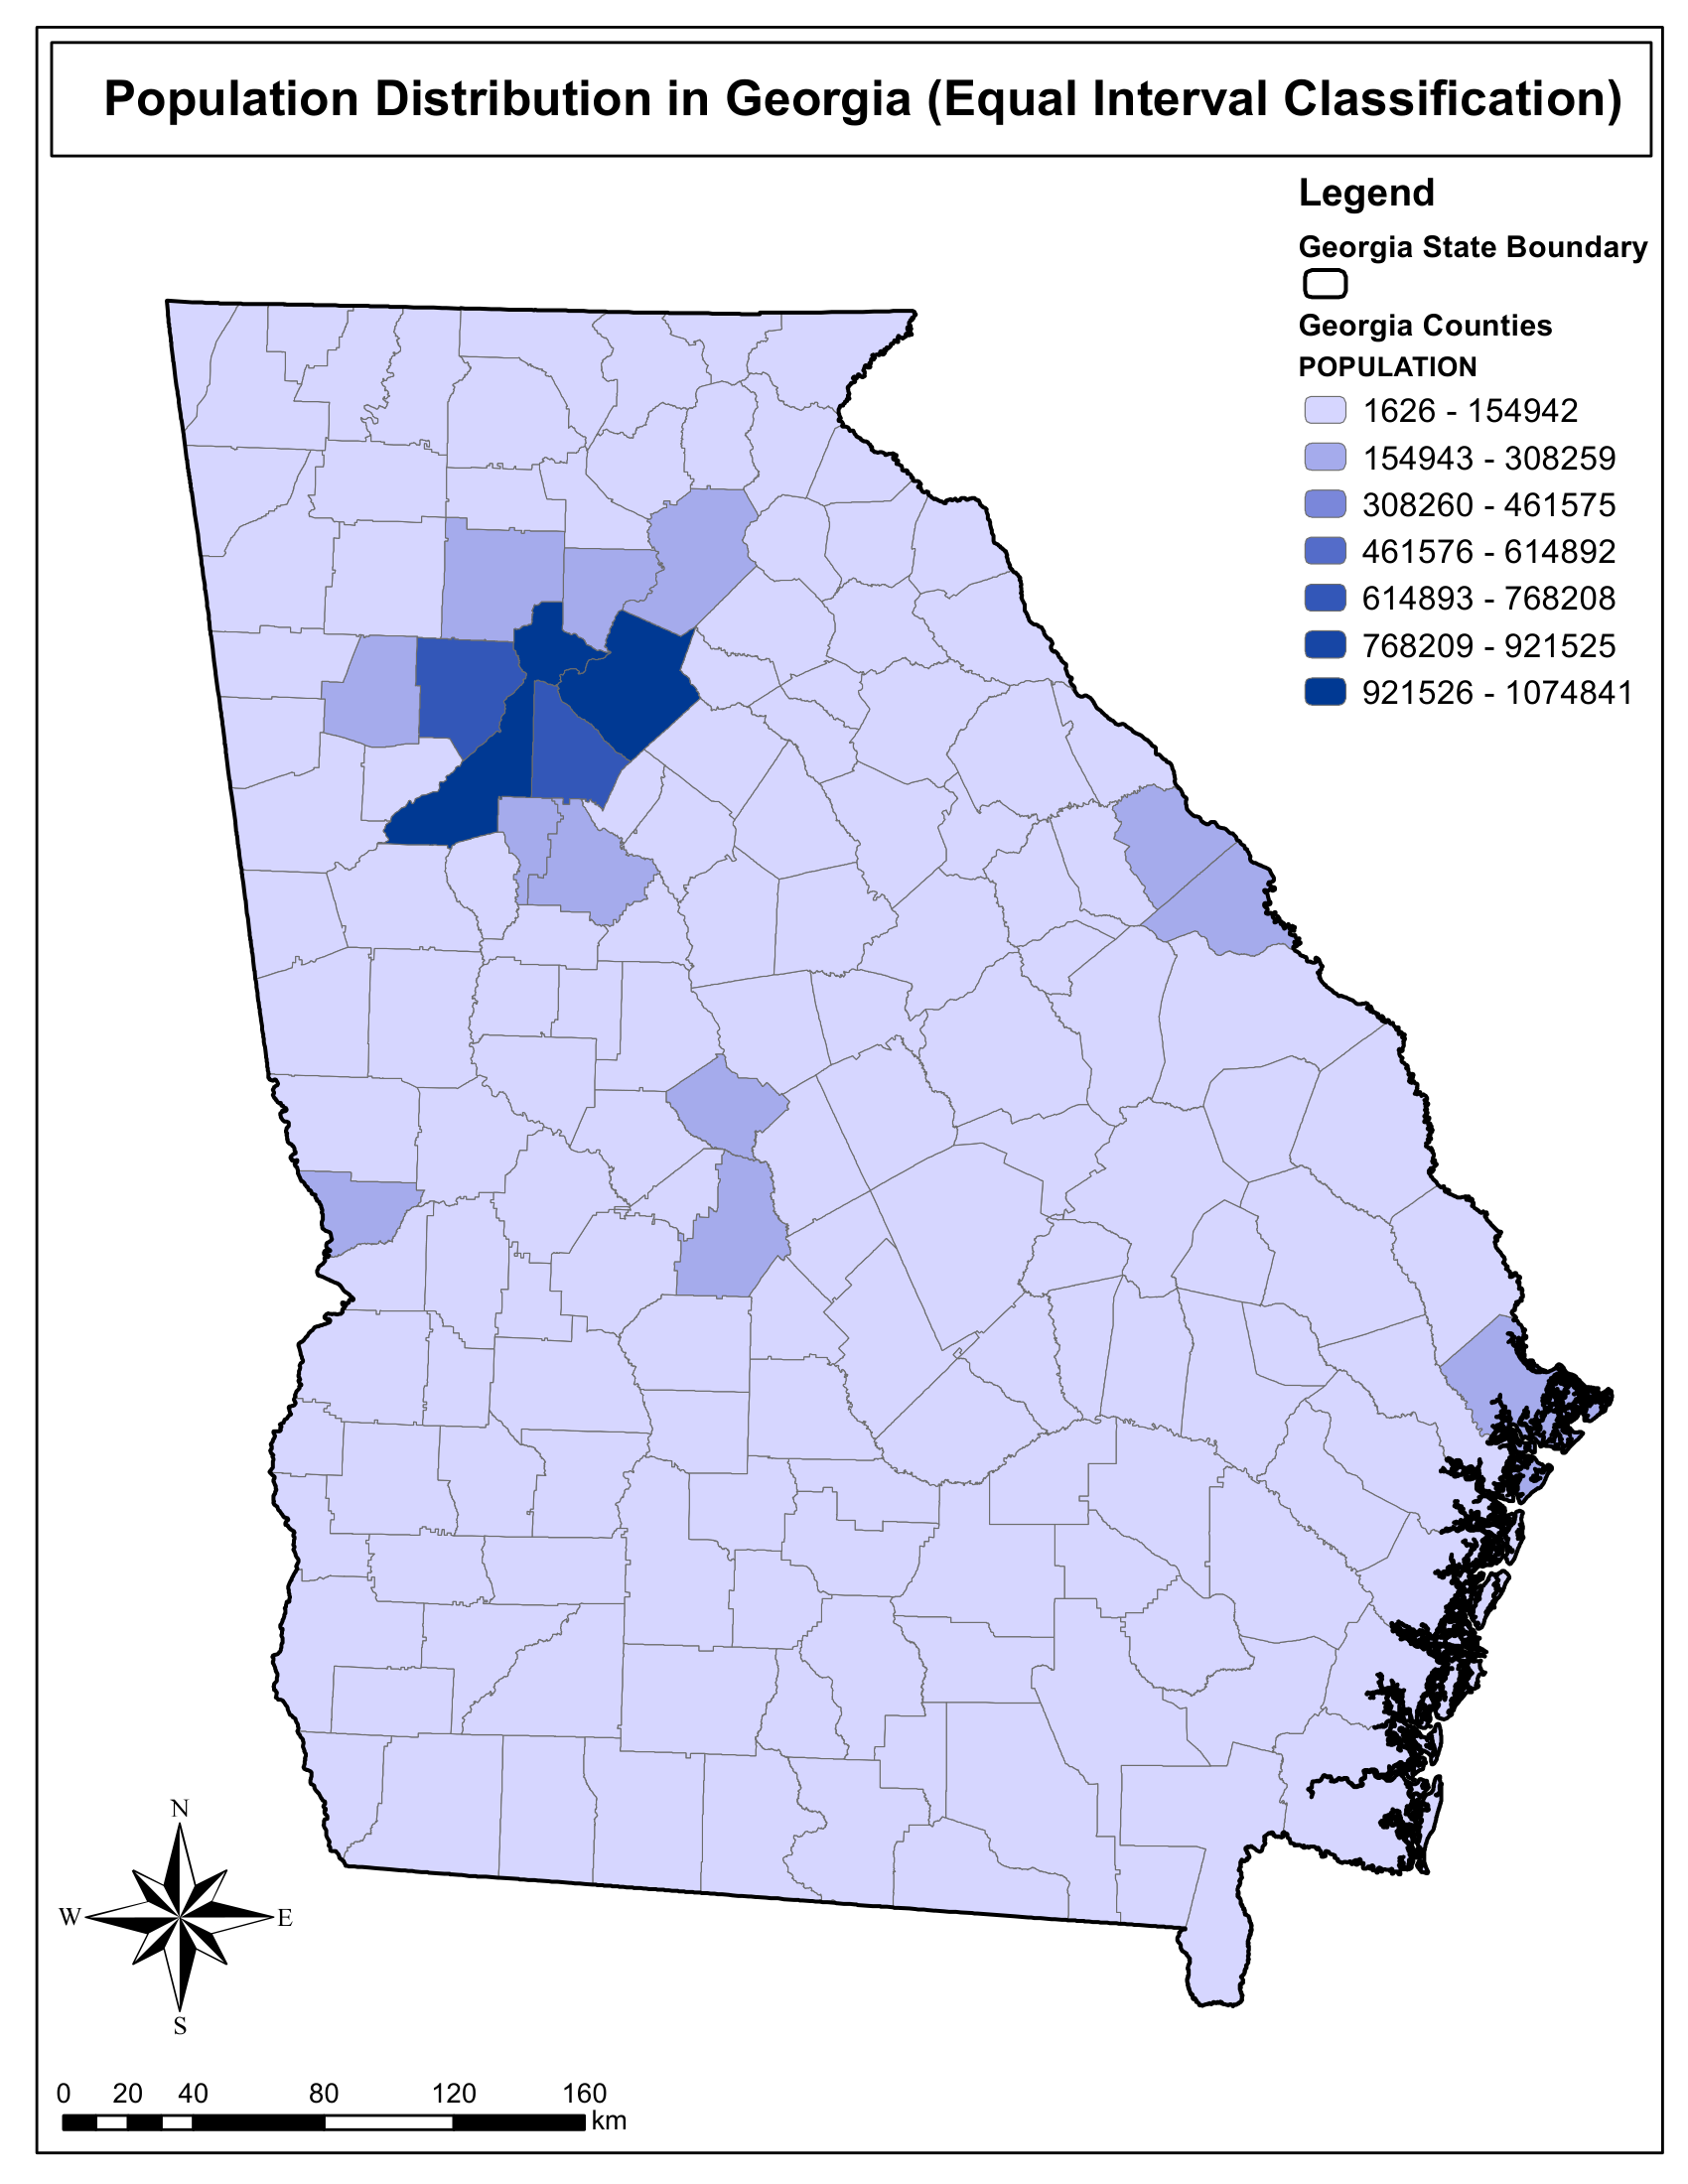 Population Distribution in Georgia (Equal Interval Classification)
Legend
Georgia State Boundary
Georgia Counties
POPULATION
1626 - 154942
154943 - 308259
308260 - 461575
461576 - 614892
614893 - 768208
768209 - 921525
921526 - 1074841
N
W E
S
0 20 40 80 120 160
km